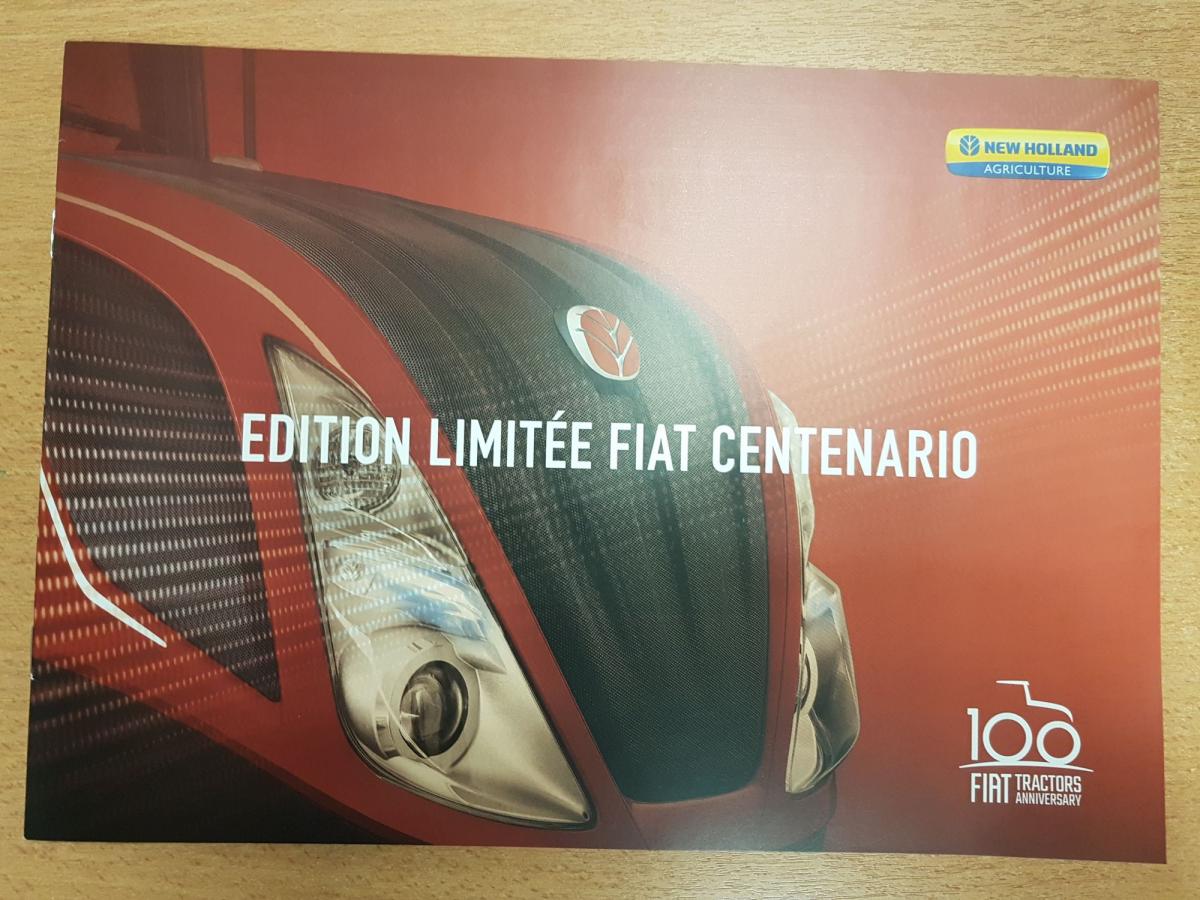 NEW HOLLAND
AGRICULTURE
EDITION LIMITÉE FIAT CENTENARIO
100
FIAT TRACTORS
ANNIVERSARY